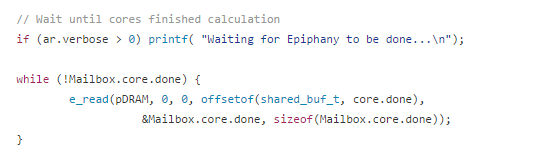 // Wait until cores finished calculation
if (ar.verbose > 0) printf( "Waiting for Epiphany to be done...\n");
while (!Mailbox.core.done) {
e_read(pDRAM, 0, 0, offsetof(shared_buf_t, core.done),
&Mailbox.core.done, sizeof(Mailbox.core.done));
}